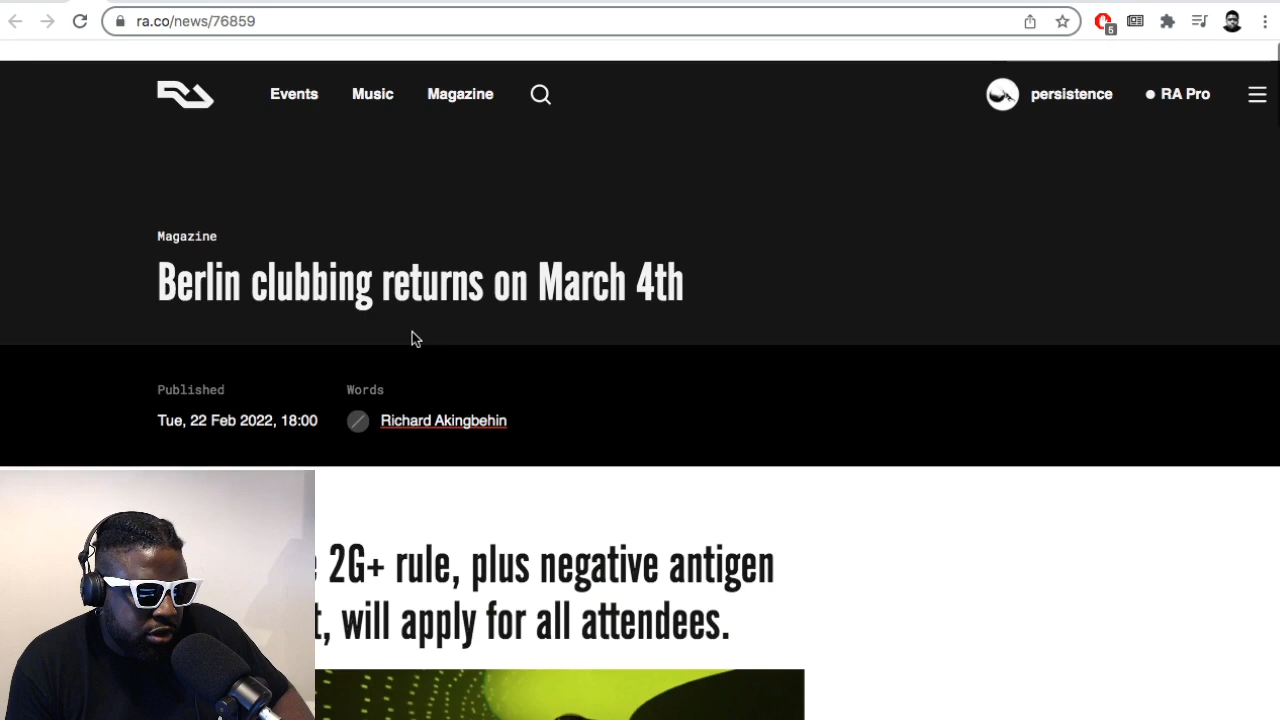 ra.co/news/76859
5
Events Music Magazine
persistence RA Pro
Magazine
Berlin clubbing returns on March 4th
Published Words
Tue, 22 Feb 2022, 18:00 Richard Akingbehin
2G+ rule, plus negative antigen
t, will apply for all attendees.